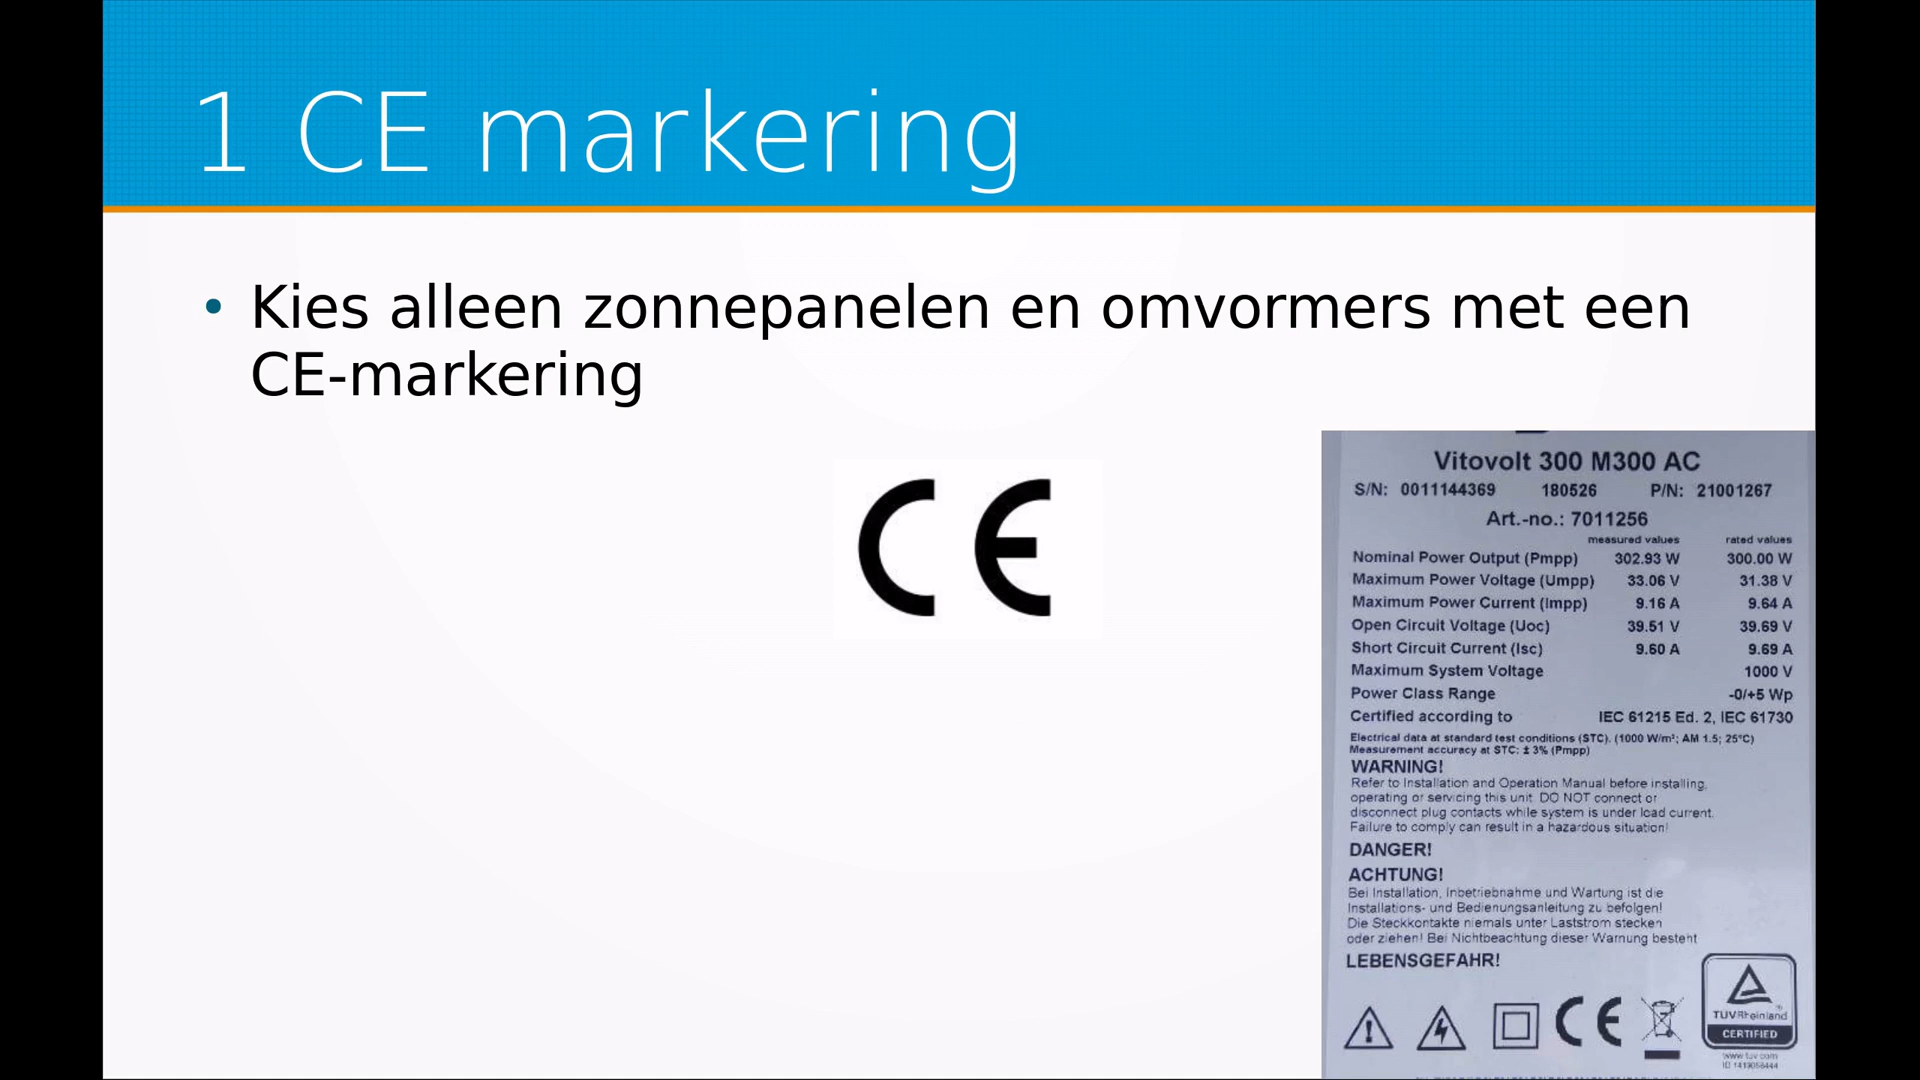 1 CE markering
• Kies alleen zonnepanelen en omvormers met een
CE-markering
CE
Vitovolt 300 M300 AC
S/N: 0011144369 180526 P/N: 21001267
Art.-no.: 7011256
measured values rated values
Nominal Power Output (Pmpp) 302.93 W 300.00 W
Maximum Power Voltage (Umpp) 33.06 V 31.38 V
Maximum Power Current (Impp) 9.16 A 9.64 A
Open Circuit Voltage (Uoc) 39.51 V 39.69 V
Short Circuit Current (Isc) 9.60 A 9.69 A
Maximum System Voltage 1000 V
Power Class Range -0/+5 Wp
Certified according to IEC 61215 Ed. 2, IEC 61730
Electrical data at standard test conditions (STC). (1000 W/m²; AM 1.5; 25°C)
Measurement accuracy at STC: ± 3% (Pmpp)
WARNING!
Refer to Installation and Operation Manual before installing,
operating or servicing this unit. DO NOT connect or
disconnect plug contacts while system is under load current.
Failure to comply can result in a hazardous situation!
DANGER!
ACHTUNG!
Bei Installation, Inbetriebnahme und Wartung ist die
Installations- und Bedienungsanleitung zu befolgen!
Die Steckkontakte niemals unter Laststrom stecken
oder ziehen! Bei Nichtbeachtung dieser Warnung besteht
LEBENSGEFAHR!
CE
TÜVRheinland
CERTIFIED
www.tuv.com